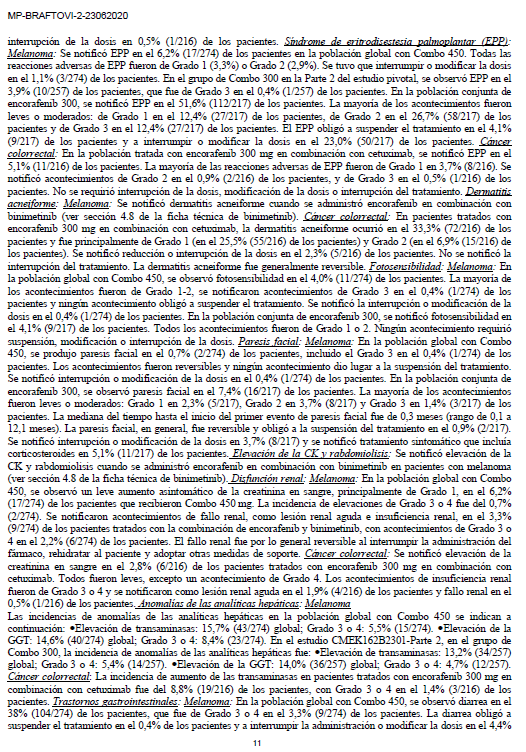 MP-BRAFTOVI-2-23062020
interrupción de la dosis en 0,5% (1/216) de los pacientes. Síndrome de eritrodisestesia palmoplantar (EPP):
Melanoma: Se notificó EPP en el 6,2% (17/274) de los pacientes en la población global con Combo 450. Todas las
reacciones adversas de EPP fueron de Grado 1 (3,3%) o Grado 2 (2,9%). Se tuvo que interrumpir o modificar la dosis
en el 1,1% (3/274) de los pacientes. En el grupo de Combo 300 en la Parte 2 del estudio pivotal, se observó EPP en el
3,9% (10/257) de los pacientes, que fue de Grado 3 en el 0,4% (1/257) de los pacientes. En la población conjunta de
encorafenib 300, se notificó EPP en el 51,6% (112/217) de los pacientes. La mayoría de los acontecimientos fueron
leves o moderados: de Grado 1 en el 12,4% (27/217) de los pacientes, de Grado 2 en el 26,7% (58/217) de los
pacientes y de Grado 3 en el 12,4% (27/217) de los pacientes. El EPP obligó a suspender el tratamiento en el 4,1%
(9/217) de los pacientes y a interrumpir o modificar la dosis en el 23,0% (50/217) de los pacientes. Cáncer
colorrectal: En la población tratada con encorafenib 300 mg en combinación con cetuximab, se notificó EPP en el
5,1% (11/216) de los pacientes. La mayoría de las reacciones adversas de EPP fueron de Grado 1 en 3,7% (8/216). Se
notificó acontecimientos de Grado 2 en el 0,9% (2/216) de los pacientes, y de Grado 3 en el 0,5% (1/216) de los
pacientes. No se requirió interrupción de la dosis, modificación de la dosis o interrupción del tratamiento. Dermatitis
acneiforme: Melanoma: Se notificó dermatitis acneiforme cuando se administró encorafenib en combinación con
binimetinib (ver sección 4.8 de la ficha técnica de binimetinib). Cáncer colorrectal: En pacientes tratados con
encorafenib 300 mg en combinación con cetuximab, la dermatitis acneiforme ocurrió en el 33,3% (72/216) de los
pacientes y fue principalmente de Grado 1 (en el 25,5% (55/216) de los pacientes) y Grado 2 (en el 6,9% (15/216) de
los pacientes). Se notificó reducción o interrupción de la dosis en el 2,3% (5/216) de los pacientes. No se notificó la
interrupción del tratamiento. La dermatitis acneiforme fue generalmente reversible. Fotosensibilidad: Melanoma: En
la población global con Combo 450, se observó fotosensibilidad en el 4,0% (11/274) de los pacientes. La mayoría de
los acontecimientos fueron de Grado 1-2, se notificaron acontecimientos de Grado 3 en el 0,4% (1/274) de los
pacientes y ningún acontecimiento obligó a suspender el tratamiento. Se notificó la interrupción o modificación de la
dosis en el 0,4% (1/274) de los pacientes. En la población conjunta de encorafenib 300, se notificó fotosensibilidad en
el 4,1% (9/217) de los pacientes. Todos los acontecimientos fueron de Grado 1 o 2. Ningún acontecimiento requirió
suspensión, modificación o interrupción de la dosis. Paresis facial: Melanoma: En la población global con Combo
450, se produjo paresis facial en el 0,7% (2/274) de los pacientes, incluido el Grado 3 en el 0,4% (1/274) de los
pacientes. Los acontecimientos fueron reversibles y ningún acontecimiento dio lugar a la suspensión del tratamiento.
Se notificó interrupción o modificación de la dosis en el 0,4% (1/274) de los pacientes. En la población conjunta de
encorafenib 300, se observó paresis facial en el 7,4% (16/217) de los pacientes. La mayoría de los acontecimientos
fueron leves o moderados: Grado 1 en 2,3% (5/217), Grado 2 en 3,7% (8/217) y Grado 3 en 1,4% (3/217) de los
pacientes. La mediana del tiempo hasta el inicio del primer evento de paresis facial fue de 0,3 meses (rango de 0,1 a
12,1 meses). La paresis facial, en general, fue reversible y obligó a la suspensión del tratamiento en el 0,9% (2/217).
Se notificó interrupción o modificación de la dosis en 3,7% (8/217) y se notificó tratamiento sintomático que incluía
corticosteroides en 5,1% (11/217) de los pacientes. Elevación de la CK y rabdomiolisis: Se notificó elevación de la
CK y rabdomiolisis cuando se administró encorafenib en combinación con binimetinib en pacientes con melanoma
(ver sección 4.8 de la ficha técnica de binimetinib). Disfunción renal: Melanoma: En la población global con Combo
450, se observó un leve aumento asintomático de la creatinina en sangre, principalmente de Grado 1, en el 6,2%
(17/274) de los pacientes que recibieron Combo 450 mg. La incidencia de elevaciones de Grado 3 o 4 fue del 0,7%
(2/274). Se notificaron acontecimientos de fallo renal, como lesión renal aguda e insuficiencia renal, en el 3,3%
(9/274) de los pacientes tratados con la combinación de encorafenib y binimetinib, con acontecimientos de Grado 3 o
4 en el 2,2% (6/274) de los pacientes. El fallo renal fue por lo general reversible al interrumpir la administración del
fármaco, rehidratar al paciente y adoptar otras medidas de soporte. Cáncer colorrectal: Se notificó elevación de la
creatinina en sangre en el 2,8% (6/216) de los pacientes tratados con encorafenib 300 mg en combinación con
cetuximab. Todos fueron leves, excepto un acontecimiento de Grado 4. Los acontecimientos de insuficiencia renal
fueron de Grado 3 o 4 y se notificaron como lesión renal aguda en el 1,9% (4/216) de los pacientes y fallo renal en el
0,5% (1/216) de los pacientes. Anomalías de las analíticas hepáticas: Melanoma
Las incidencias de anomalías de las analíticas hepáticas en la población global con Combo 450 se indican a
continuación: •Elevación de transaminasas: 15,7% (43/274) global; Grado 3 o 4: 5,5% (15/274). •Elevación de la
GGT: 14,6% (40/274) global; Grado 3 o 4: 8,4% (23/274). En el estudio CMEK162B2301-Parte 2, en el grupo de
Combo 300, la incidencia de anomalías de las analíticas hepáticas fue: •Elevación de transaminasas: 13,2% (34/257)
global; Grado 3 o 4: 5,4% (14/257). •Elevación de la GGT: 14,0% (36/257) global; Grado 3 o 4: 4,7% (12/257).
Cáncer colorrectal: La incidencia de aumento de las transaminasas en pacientes tratados con encorafenib 300 mg en
combinación con cetuximab fue del 8,8% (19/216) de los pacientes, con Grado 3 o 4 en el 1,4% (3/216) de los
pacientes. Trastornos gastrointestinales: Melanoma: En la población global con Combo 450, se observó diarrea en el
38% (104/274) de los pacientes, que fue de Grado 3 o 4 en el 3,3% (9/274) de los pacientes. La diarrea obligó a
suspender el tratamiento en el 0,4% de los pacientes y a interrumpir la administración o modificar la dosis en el 4,4%
11